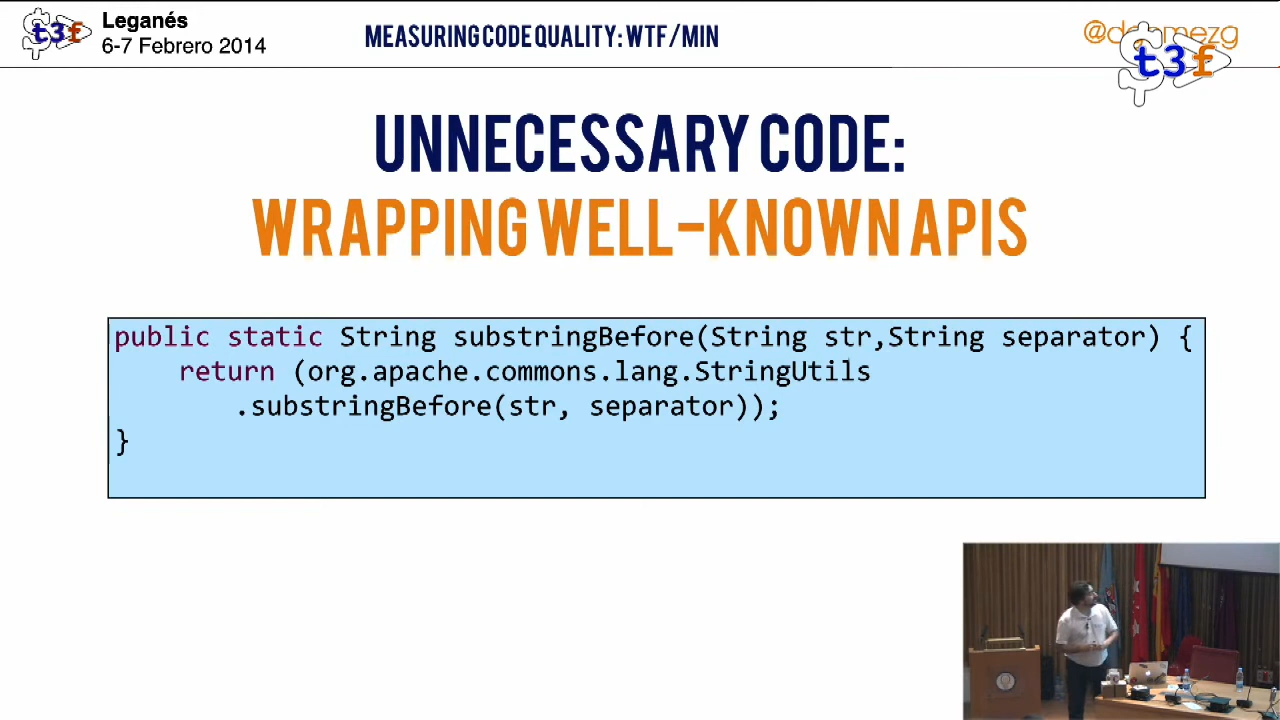 t3f
Leganés
6-7 Febrero 2014
MEASURING CODE QUALITY: WTF/MIN
t3f
UNNECESSARY CODE:
WRAPPING WELL-KNOWN APIS
public static String substringBefore(String str,String separator) {
return (org.apache.commons.lang.StringUtils
.substringBefore(str, separator));
}